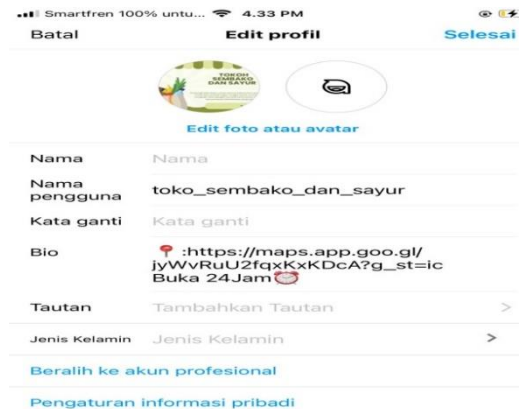 Smartfren 100% untu... 4.33 PM
Batal Edit profil Selesai
TOKOH
SEMBAKO
DAN SAYUR
Edit foto atau avatar
Nama Nama
Nama
pengguna toko_sembako_dan_sayur
Kata ganti Kata ganti
Bio 📍 :https://maps.app.goo.gl/
jyWvRuU2fqxKxKDcA?g_st=ic
Buka 24Jam⏰
Tautan Tambahkan Tautan >
Jenis Kelamin Jenis Kelamin >
Beralih ke akun profesional
Pengaturan informasi pribadi